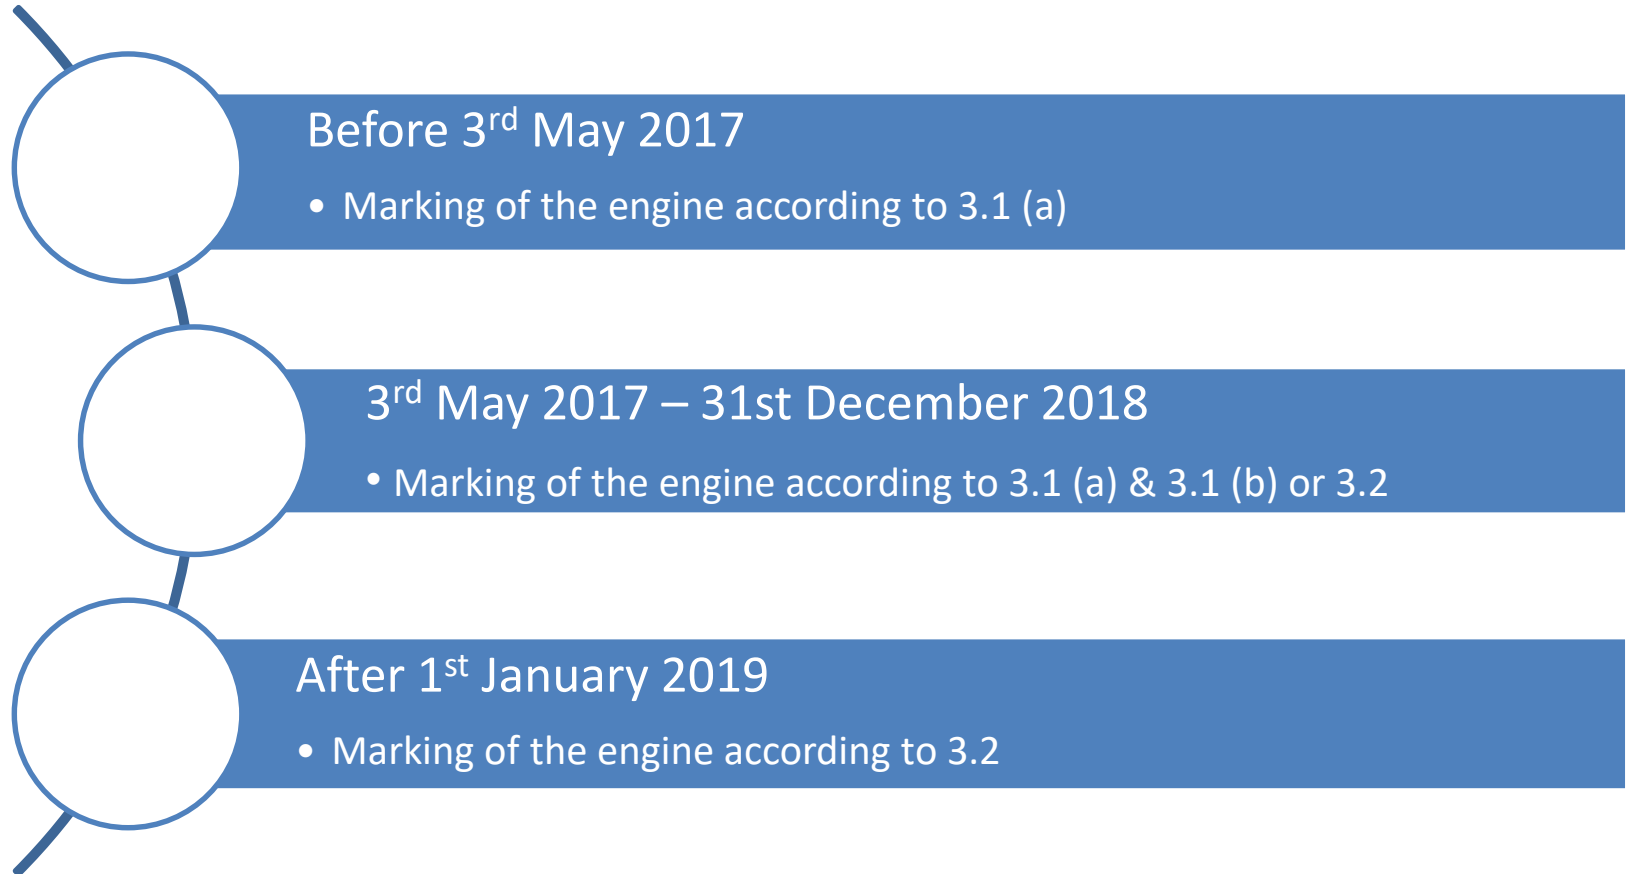 Before 3rd May 2017
• Marking of the engine according to 3.1 (a)
3rd May 2017 – 31st December 2018
• Marking of the engine according to 3.1 (a) & 3.1 (b) or 3.2
After 1st January 2019
• Marking of the engine according to 3.2